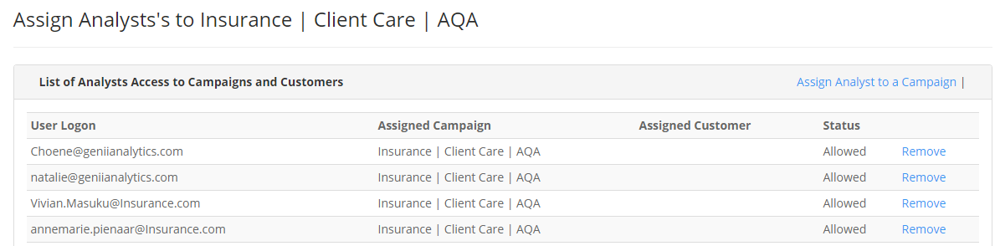 Assign Analysts's to Insurance | Client Care | AQA
List of Analysts Access to Campaigns and Customers Assign Analyst to a Campaign |
User Logon Assigned Campaign Assigned Customer Status
Choene@geniianalytics.com Insurance | Client Care | AQA Allowed Remove
natalie@geniianalytics.com Insurance | Client Care | AQA Allowed Remove
Vivian.Masuku@Insurance.com Insurance | Client Care | AQA Allowed Remove
annemarie.pienaar@Insurance.com Insurance | Client Care | AQA Allowed Remove